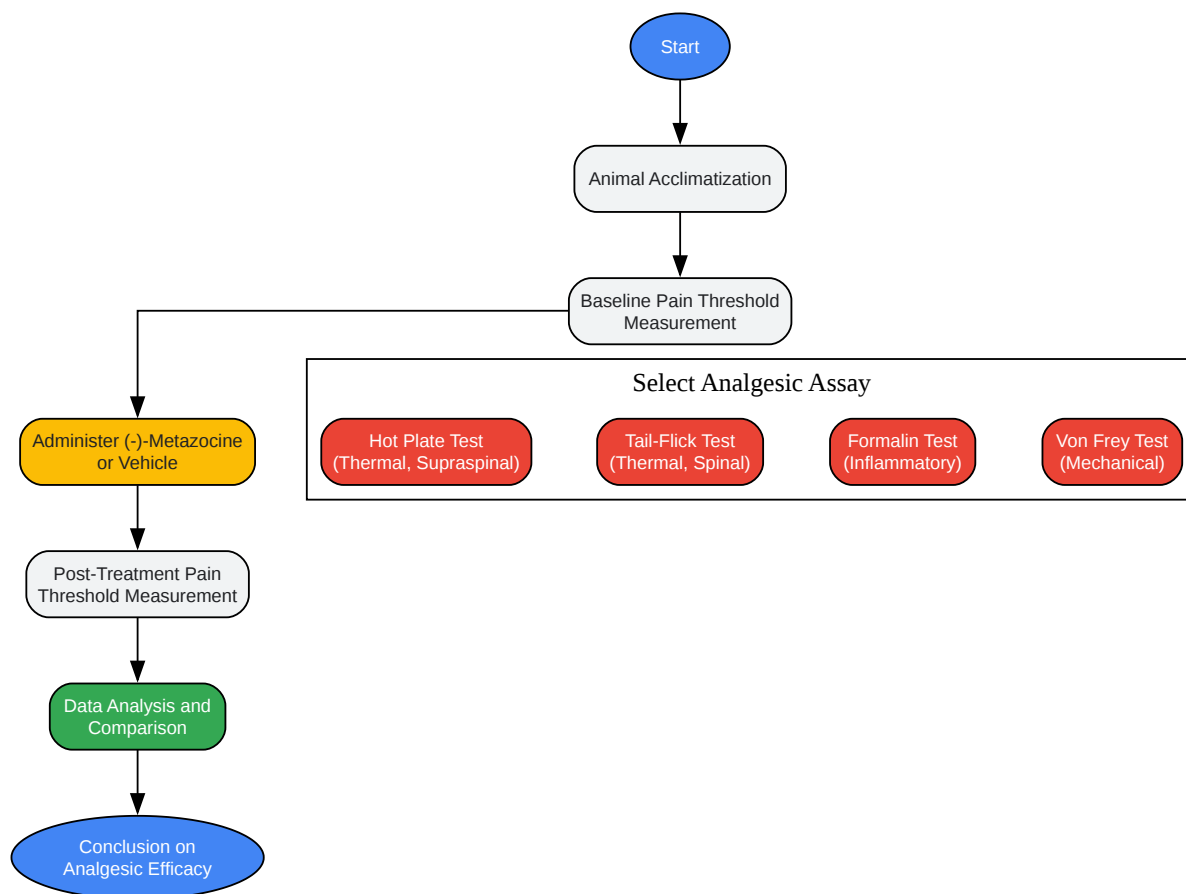 Start
Animal Acclimatization
Baseline Pain Threshold
Measurement
Select Analgesic Assay
Administer (-)-Metazocine
or Vehicle
Hot Plate Test
(Thermal, Supraspinal)
Tail-Flick Test
(Thermal, Spinal)
Formalin Test
(Inflammatory)
Von Frey Test
(Mechanical)
Post-Treatment Pain
Threshold Measurement
Data Analysis and
Comparison
Conclusion on
Analgesic Efficacy